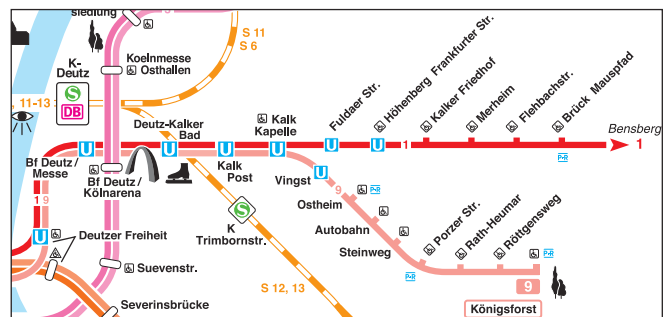 siedlung
S 11
S 6
Koelnmesse
Osthallen
K-
Deutz
S
DB
, 11-13
Deutz-Kalker
Bad
Kalk
Kapelle
Fuldaer Str.
Höhenberg Frankfurter Str.
Kalker Friedhof
Merheim
Flehbachstr.
Brück Mauspfad
Bensberg
1
1
U
U
U
U
U
P+R
Bf Deutz/
Messe
Bf Deutz/
Kölnarena
Kalk
Post
Vingst
U
9
P+R
Ostheim
Autobahn
Steinweg
Porzer Str.
Rath-Heumar
Röttgensweg
P+R
P+R
1 9
U
Deutzer Freiheit
S
K
Trimbornstr.
Suevenstr.
S 12, 13
Severinsbrücke
9
Königsforst